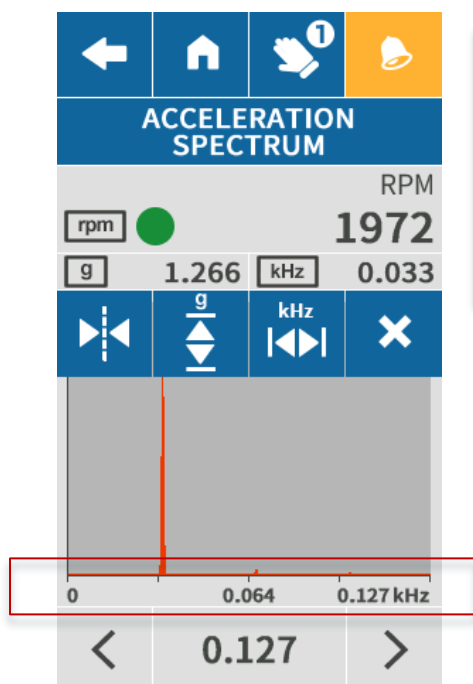 1
ACCELERATION
SPECTRUM
RPM
rpm 1972
g 1.266 kHz 0.033
g kHz
0 0.064 0.127 kHz
0.127